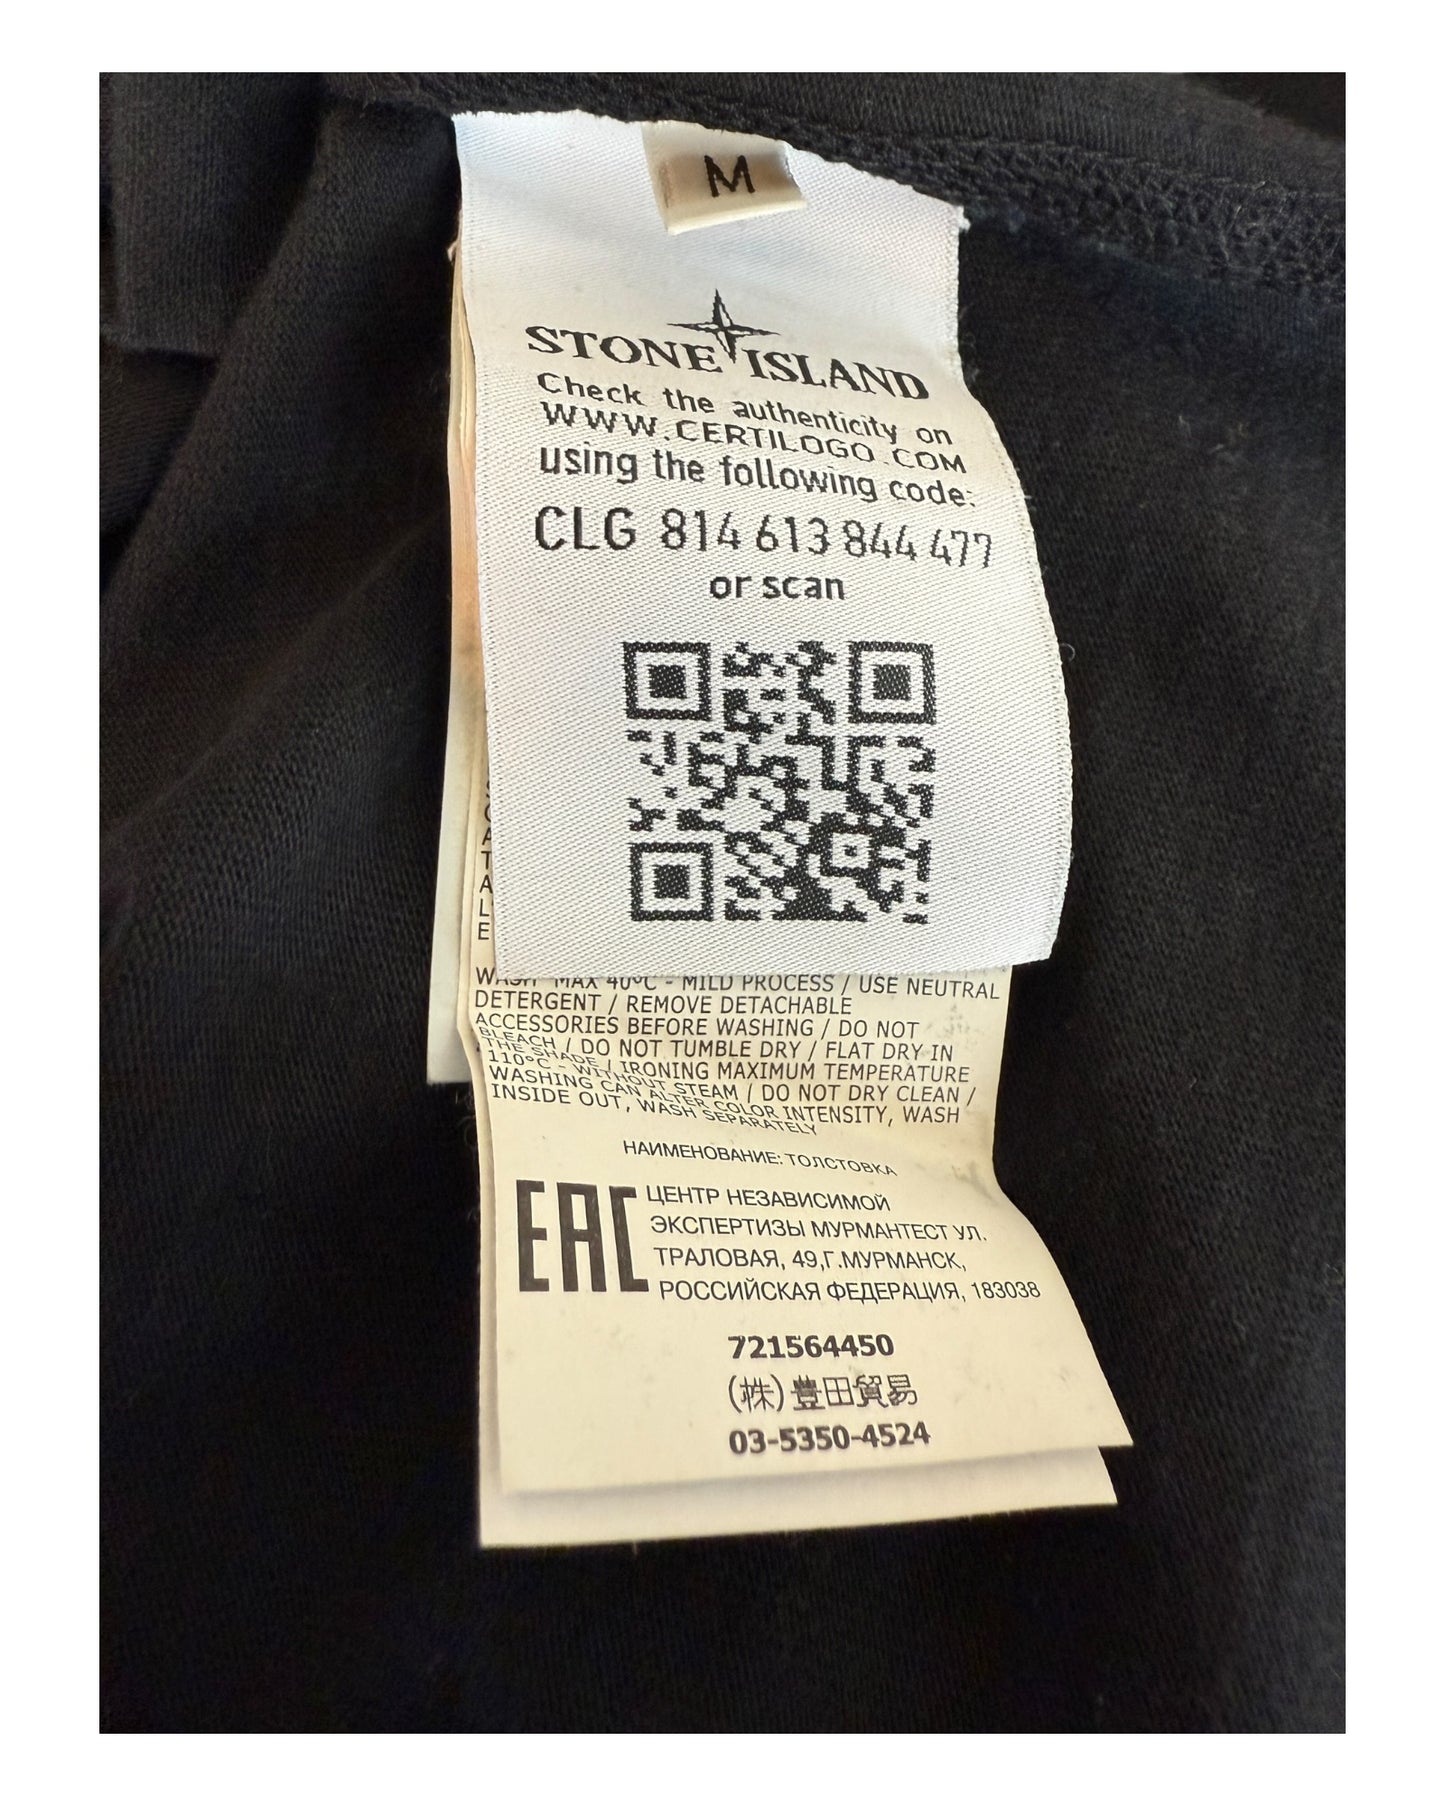 M
STONE ISLAND
Check the authenticity on
WWW.CERTILOGO.COM
using the following code:
CLG 814 613 844 477
or scan
C
A
T
A
L
E
WASH MAX 40°C - MILD PROCESS / USE NEUTRAL
DETERGENT / REMOVE DETACHABLE
ACCESSORIES BEFORE WASHING / DO NOT
BLEACH / DO NOT TUMBLE DRY / FLAT DRY IN
THE SHADE / IRONING MAXIMUM TEMPERATURE
110°C - WITHOUT STEAM / DO NOT DRY CLEAN /
WASHING CAN ALTER COLOR INTENSITY, WASH
INSIDE OUT, WASH SEPARATELY
НАИМЕНОВАНИЕ: ТОЛСТОВКА
EAC
ЦЕНТР НЕЗАВИСИМОЙ
ЭКСПЕРТИЗЫ МУРМАНТЕСТ УЛ.
ТРАЛОВАЯ, 49,Г.МУРМАНСК,
РОССИЙСКАЯ ФЕДЕРАЦИЯ, 183038
721564450
(株)豊田貿易
03-5350-4524